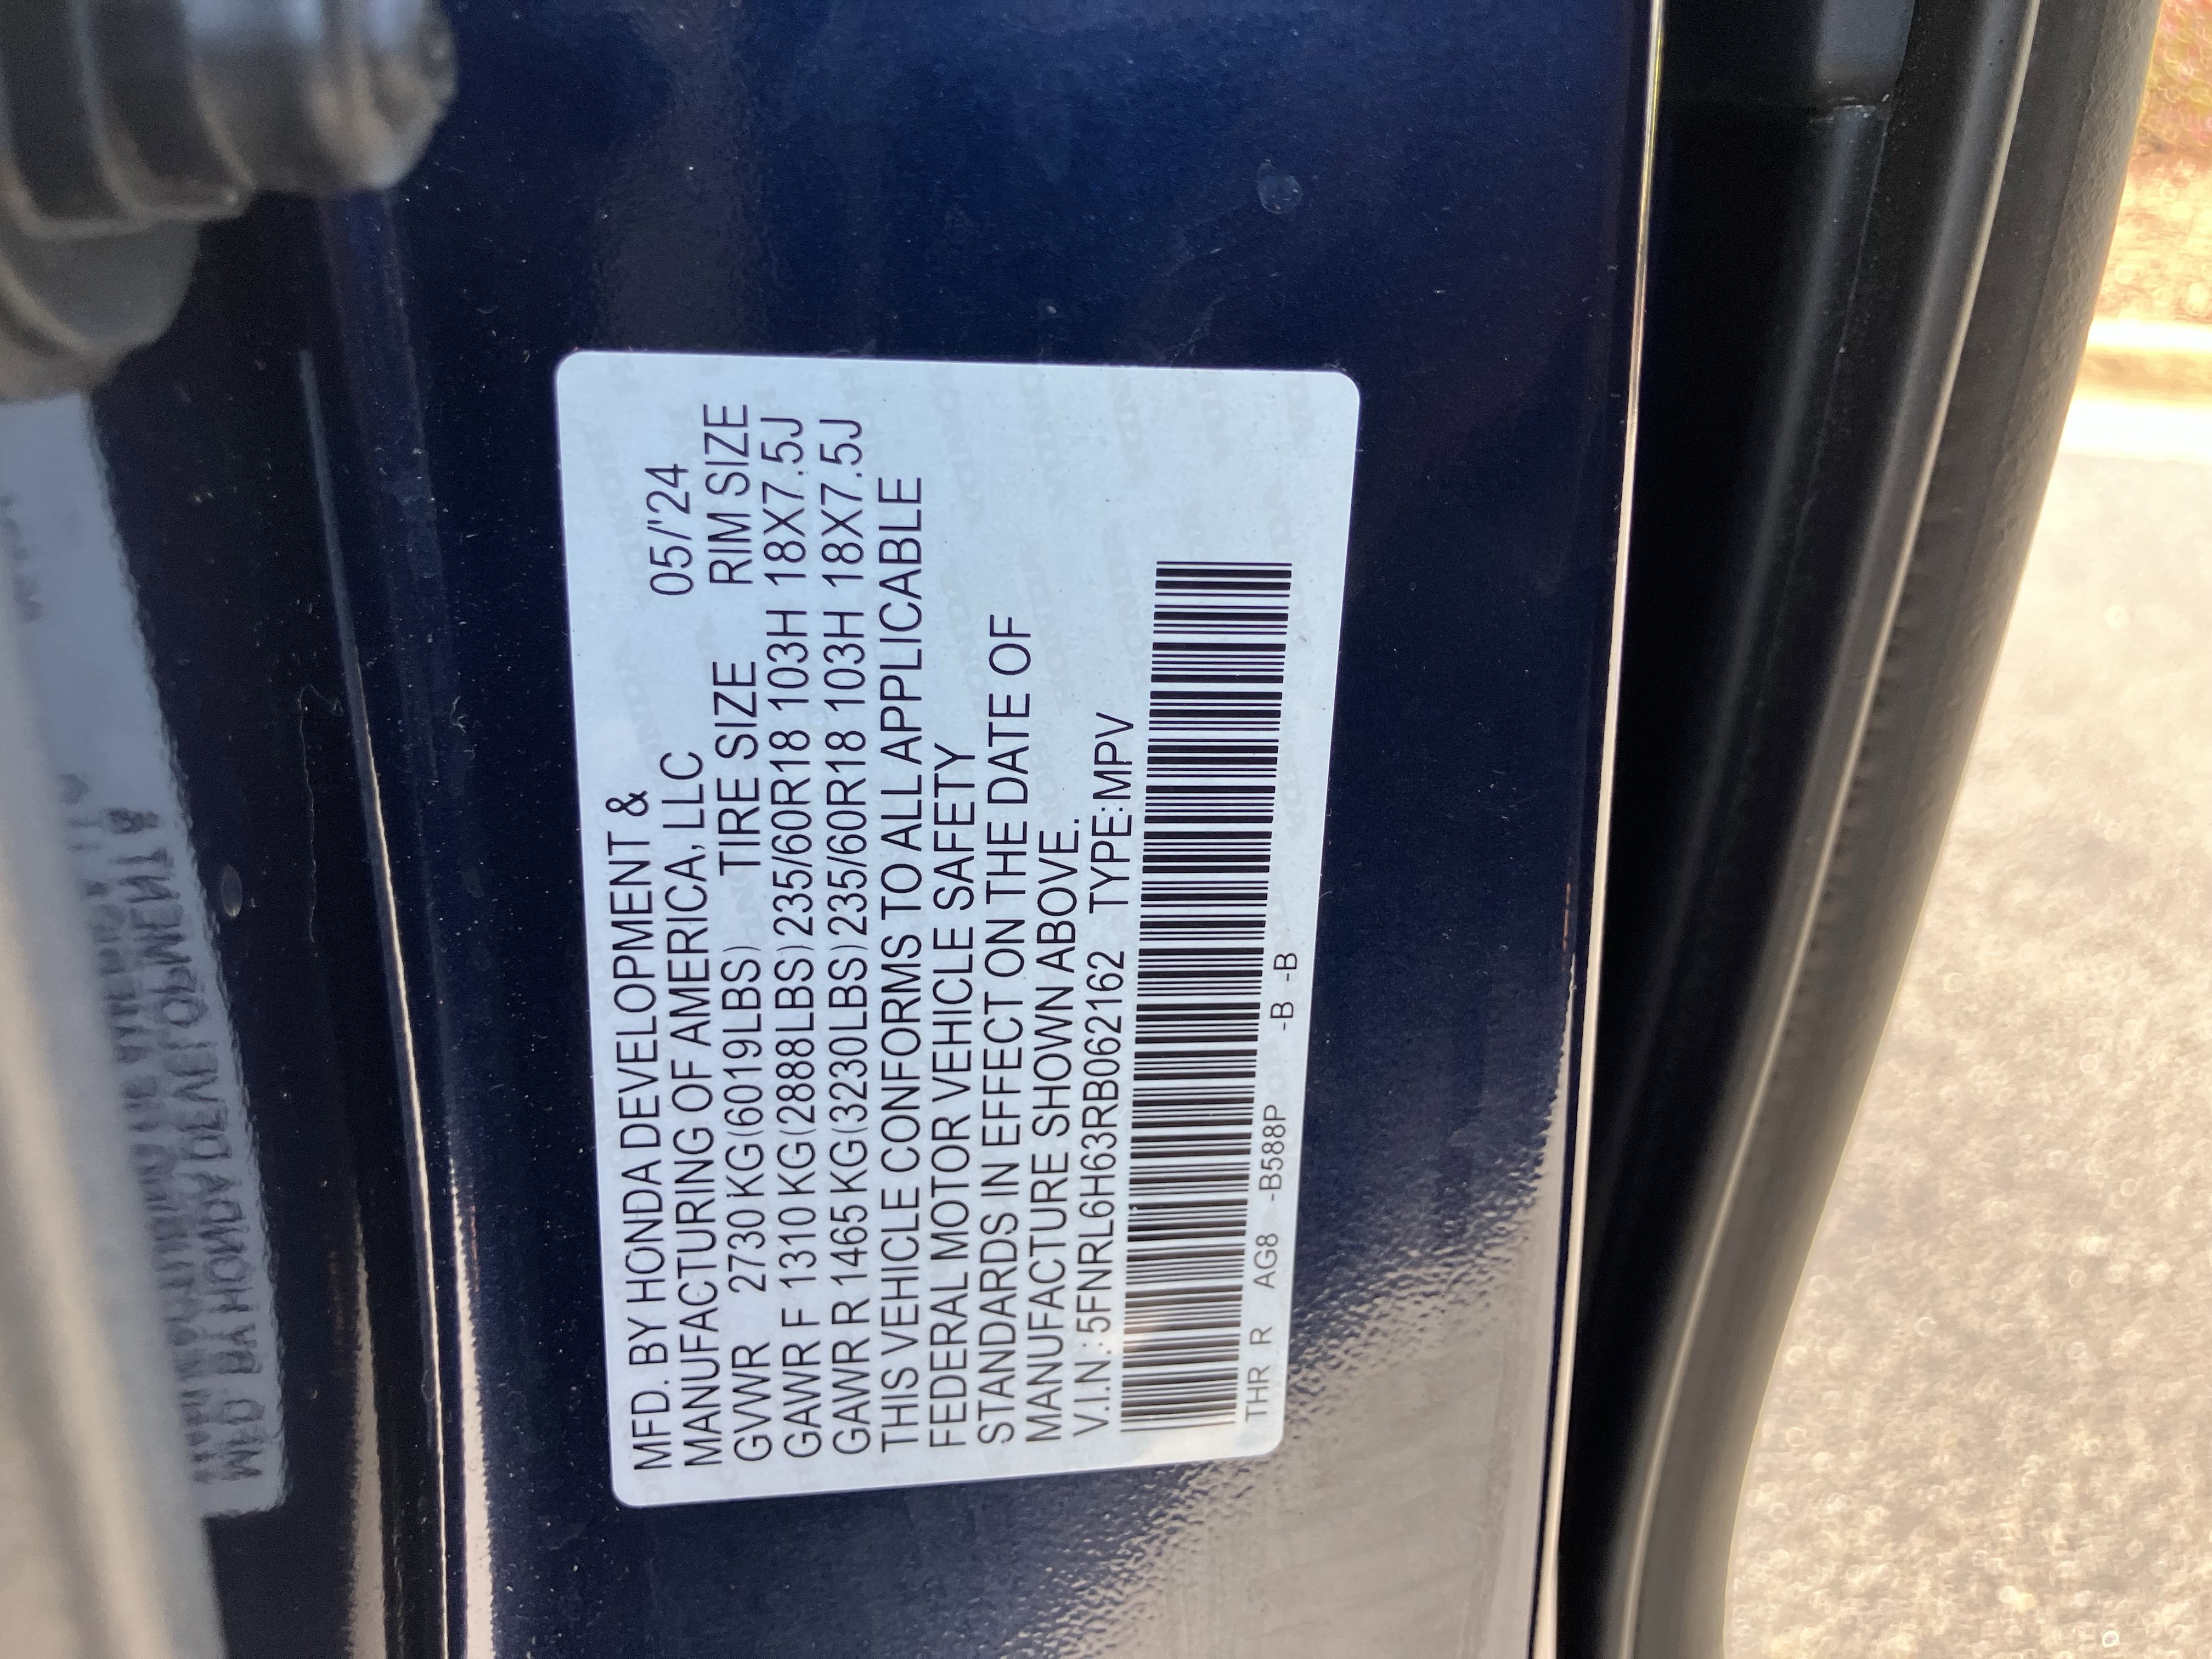 MFD. BY HONDA DEVELOPMENT &
MANUFACTURING OF AMERICA, LLC 05/'24
GVWR 2730 KG(6019LBS) TIRE SIZE RIM SIZE
GAWR F 1310 KG(2888LBS) 235/60R18 103H 18X7.5J
GAWR R 1465 KG(3230LBS) 235/60R18 103H 18X7.5J
THIS VEHICLE CONFORMS TO ALL APPLICABLE
FEDERAL MOTOR VEHICLE SAFETY
STANDARDS IN EFFECT ON THE DATE OF
MANUFACTURE SHOWN ABOVE.
V.I.N.: 5FNRL6H63RB062162 TYPE:MPV
THR R AG8 -B588P -B -B